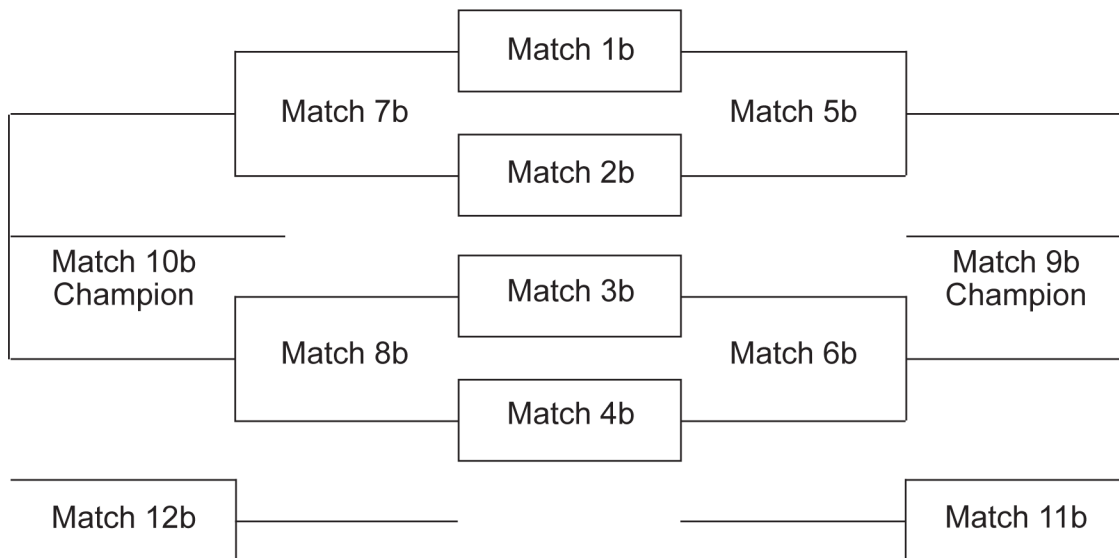 Match 1b
Match 7b
Match 5b
Match 2b
Match 10b
Champion
Match 9b
Champion
Match 3b
Match 8b
Match 6b
Match 4b
Match 12b
Match 11b